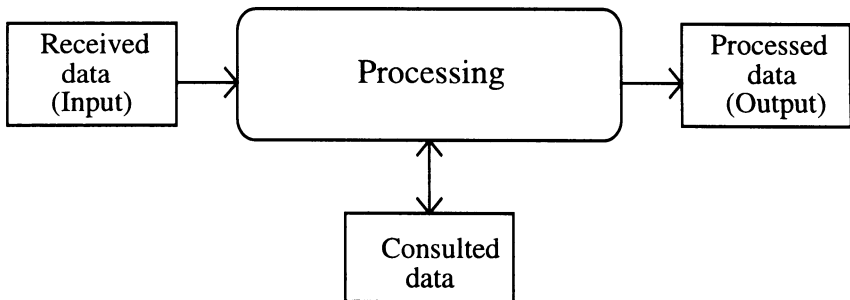 Received
data
(Input)
Processing
Processed
data
(Output)
Consulted
data